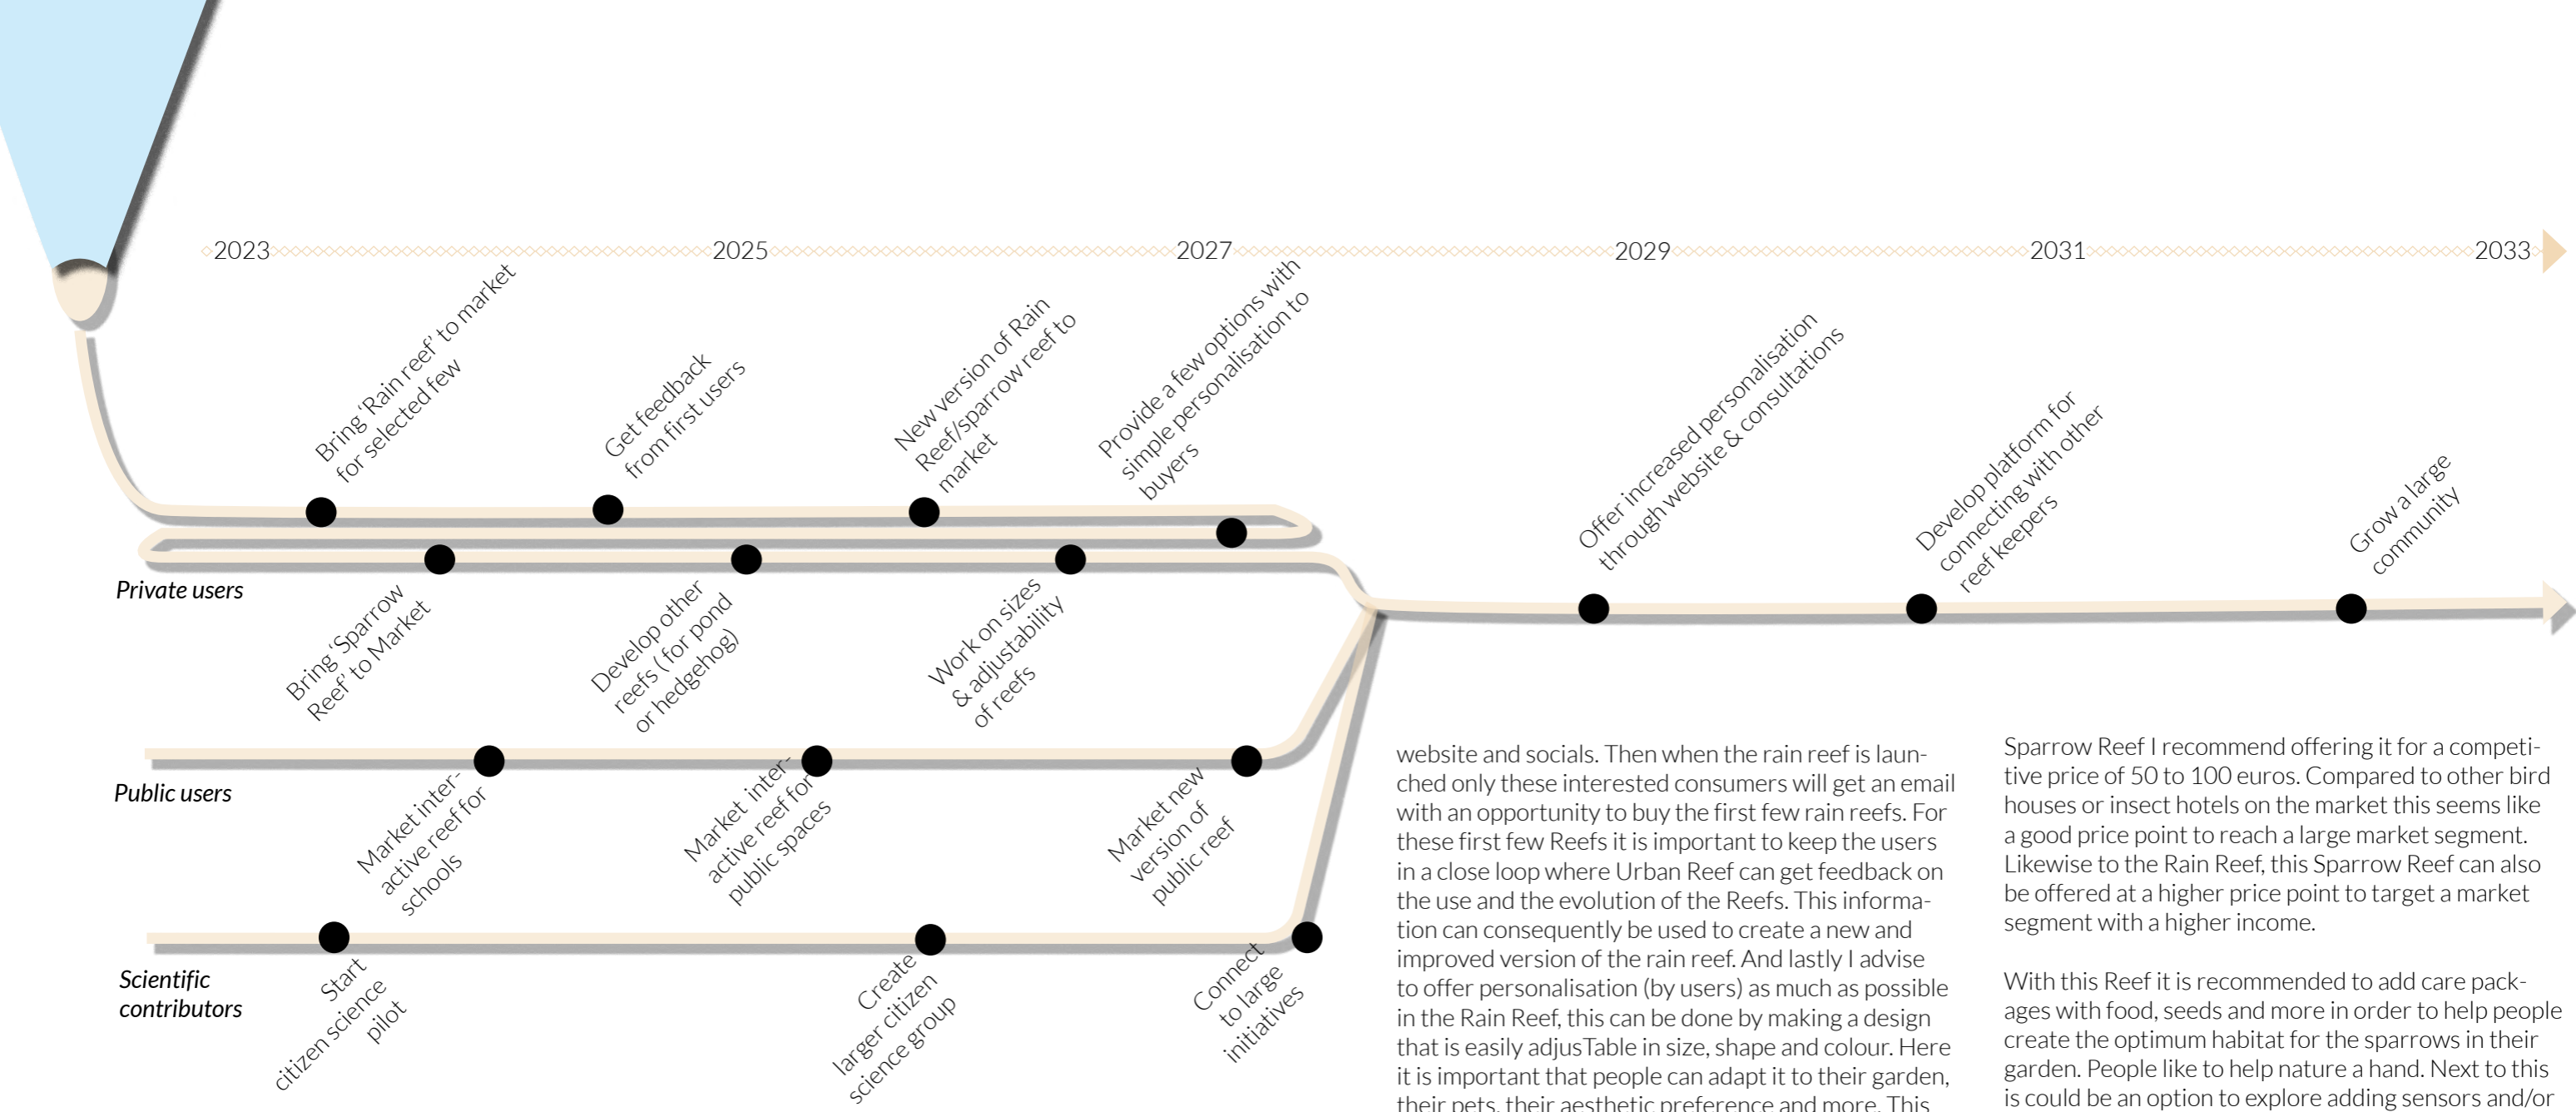 2023
2025
2027
2029
2031
2033
Bring ‘Rain reef’ to market
for selected few
Get feedback
from first users
New version of Rain
Reef/sparrow reef to
market
Provide a few options with
simple personalisation to
buyers
Offer increased personalisation
through website & consultations
Develop platform for
connecting with other
reef keepers
Grow a large
community
Private users
Bring ‘Sparrow
Reef’ to Market
Develop other
reefs ( for pond
or hedgehog)
Work on sizes
& adjustability
of reefs
Public users
Market inter-
active reef for
schools
Market inter-
active reef for
public spaces
Market new
version of
public reef
Scientific
contributors
Start
citizen science
pilot
Create
larger citizen
science group
Connect
to large
initiatives
website and socials. Then when the rain reef is laun-
ched only these interested consumers will get an email
with an opportunity to buy the first few rain reefs. For
these first few Reefs it is important to keep the users
in a close loop where Urban Reef can get feedback on
the use and the evolution of the Reefs. This informa-
tion can consequently be used to create a new and
improved version of the rain reef. And lastly I advise
to offer personalisation (by users) as much as possible
in the Rain Reef, this can be done by making a design
that is easily adjusTable in size, shape and colour. Here
it is important that people can adapt it to their garden,
their pets, their aesthetic preference and more. This
Sparrow Reef I recommend offering it for a competi-
tive price of 50 to 100 euros. Compared to other bird
houses or insect hotels on the market this seems like
a good price point to reach a large market segment.
Likewise to the Rain Reef, this Sparrow Reef can also
be offered at a higher price point to target a market
segment with a higher income.
With this Reef it is recommended to add care pack-
ages with food, seeds and more in order to help people
create the optimum habitat for the sparrows in their
garden. People like to help nature a hand. Next to this
is could be an option to explore adding sensors and/or